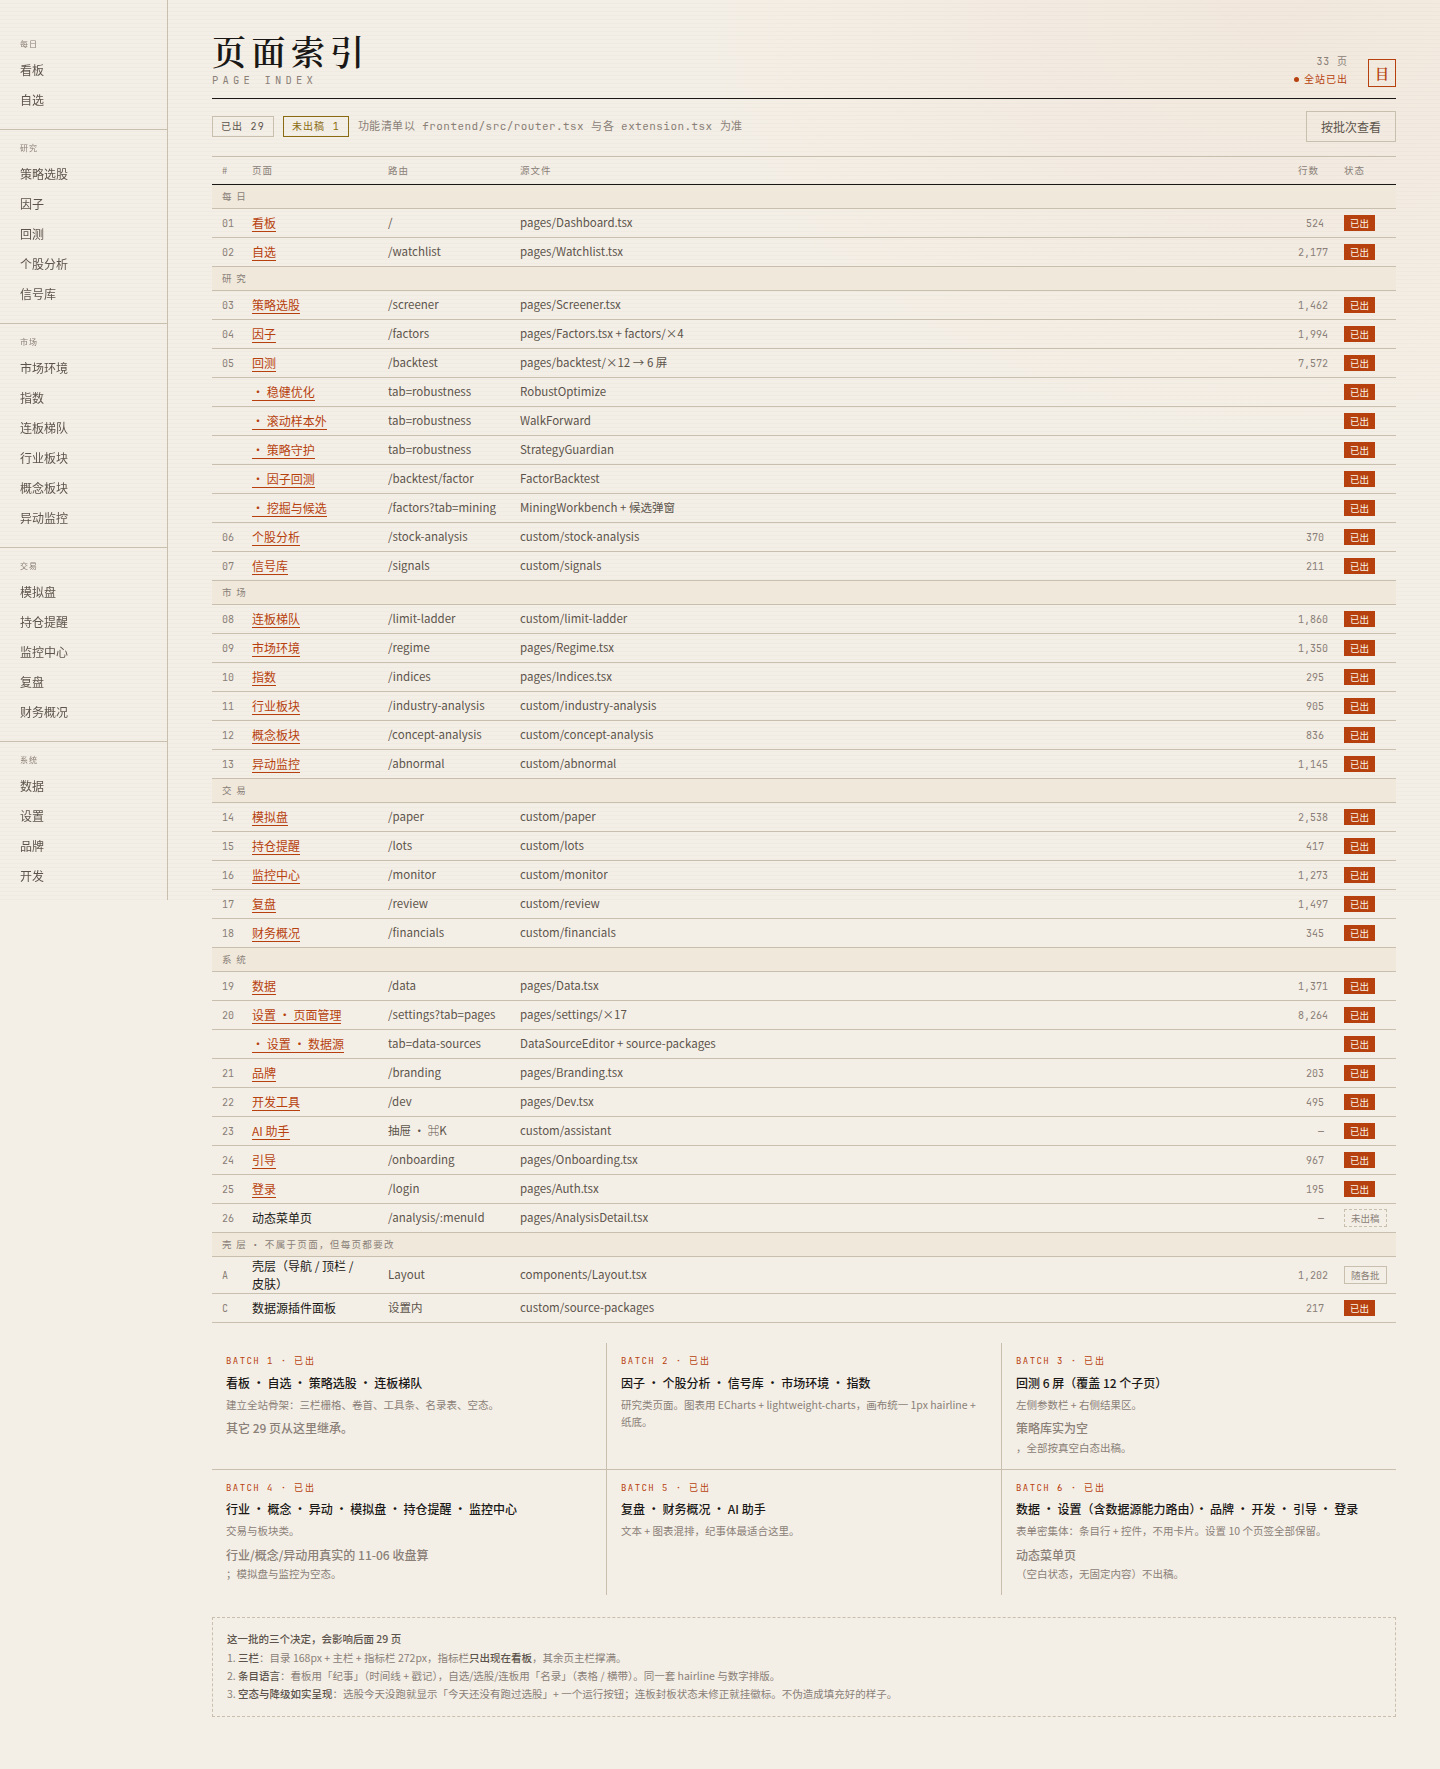 每日
看板
自选
研究
策略选股
因子
回测
个股分析
信号库
市场
市场环境
指数
连板梯队
行业板块
概念板块
异动监控
交易
模拟盘
持仓提醒
监控中心
复盘
财务概况
系统
数据
设置
品牌
开发
页面索引
PAGE INDEX
33 页
全站已出
目
已出 29 未出稿 1 功能清单以 frontend/src/router.tsx 与各 extension.tsx 为准 按批次查看
# 页面 路由 源文件 行数 状态
每日
01 看板 / pages/Dashboard.tsx 524 已出
02 自选 /watchlist pages/Watchlist.tsx 2,177 已出
研究
03 策略选股 /screener pages/Screener.tsx 1,462 已出
04 因子 /factors pages/Factors.tsx + factors/×4 1,994 已出
05 回测 /backtest pages/backtest/×12 → 6 屏 7,572 已出
· 稳健优化 tab=robustness RobustOptimize 已出
· 滚动样本外 tab=robustness WalkForward 已出
· 策略守护 tab=robustness StrategyGuardian 已出
· 因子回测 /backtest/factor FactorBacktest 已出
· 挖掘与候选 /factors?tab=mining MiningWorkbench + 候选弹窗 已出
06 个股分析 /stock-analysis custom/stock-analysis 370 已出
07 信号库 /signals custom/signals 211 已出
市场
08 连板梯队 /limit-ladder custom/limit-ladder 1,860 已出
09 市场环境 /regime pages/Regime.tsx 1,350 已出
10 指数 /indices pages/Indices.tsx 295 已出
11 行业板块 /industry-analysis custom/industry-analysis 905 已出
12 概念板块 /concept-analysis custom/concept-analysis 836 已出
13 异动监控 /abnormal custom/abnormal 1,145 已出
交易
14 模拟盘 /paper custom/paper 2,538 已出
15 持仓提醒 /lots custom/lots 417 已出
16 监控中心 /monitor custom/monitor 1,273 已出
17 复盘 /review custom/review 1,497 已出
18 财务概况 /financials custom/financials 345 已出
系统
19 数据 /data pages/Data.tsx 1,371 已出
20 设置 · 页面管理 /settings?tab=pages pages/settings/×17 8,264 已出
· 设置 · 数据源 tab=data-sources DataSourceEditor + source-packages 已出
21 品牌 /branding pages/Branding.tsx 203 已出
22 开发工具 /dev pages/Dev.tsx 495 已出
23 AI 助手 抽屉 · ⌘K custom/assistant — 已出
24 引导 /onboarding pages/Onboarding.tsx 967 已出
25 登录 /login pages/Auth.tsx 195 已出
26 动态菜单页 /analysis/:menuId pages/AnalysisDetail.tsx — 未出稿
壳层 · 不属于页面，但每页都要改
A 壳层（导航 / 顶栏 / 皮肤） Layout components/Layout.tsx 1,202 随各批
C 数据源插件面板 设置内 custom/source-packages 217 已出
BATCH 1 · 已出
看板 · 自选 · 策略选股 · 连板梯队
建立全站骨架：三栏栅格、卷首、工具条、名录表、空态。
其它 29 页从这里继承。
BATCH 2 · 已出
因子 · 个股分析 · 信号库 · 市场环境 · 指数
研究类页面。图表用 ECharts + lightweight-charts，画布统一 1px hairline +
纸底。
BATCH 3 · 已出
回测 6 屏（覆盖 12 个子页）
左侧参数栏 + 右侧结果区。
策略库实为空
，全部按真空白态出稿。
BATCH 4 · 已出
行业 · 概念 · 异动 · 模拟盘 · 持仓提醒 · 监控中心
交易与板块类。
行业/概念/异动用真实的 11-06 收盘算
；模拟盘与监控为空态。
BATCH 5 · 已出
复盘 · 财务概况 · AI 助手
文本 + 图表混排，纪事体最适合这里。
BATCH 6 · 已出
数据 · 设置（含数据源能力路由）· 品牌 · 开发 · 引导 · 登录
表单密集体：条目行 + 控件，不用卡片。设置 10 个页签全部保留。
动态菜单页
（空白状态，无固定内容）不出稿。
这一批的三个决定，会影响后面 29 页
1. 三栏：目录 168px + 主栏 + 指标栏 272px，指标栏只出现在看板，其余页主栏撑满。
2. 条目语言：看板用「纪事」（时间线 + 戳记），自选/选股/连板用「名录」（表格 / 横带）。同一套 hairline 与数字排版。
3. 空态与降级如实呈现：选股今天没跑就显示「今天还没有跑过选股」+ 一个运行按钮；连板封板状态未修正就挂徽标。不伪造成填充好的样子。